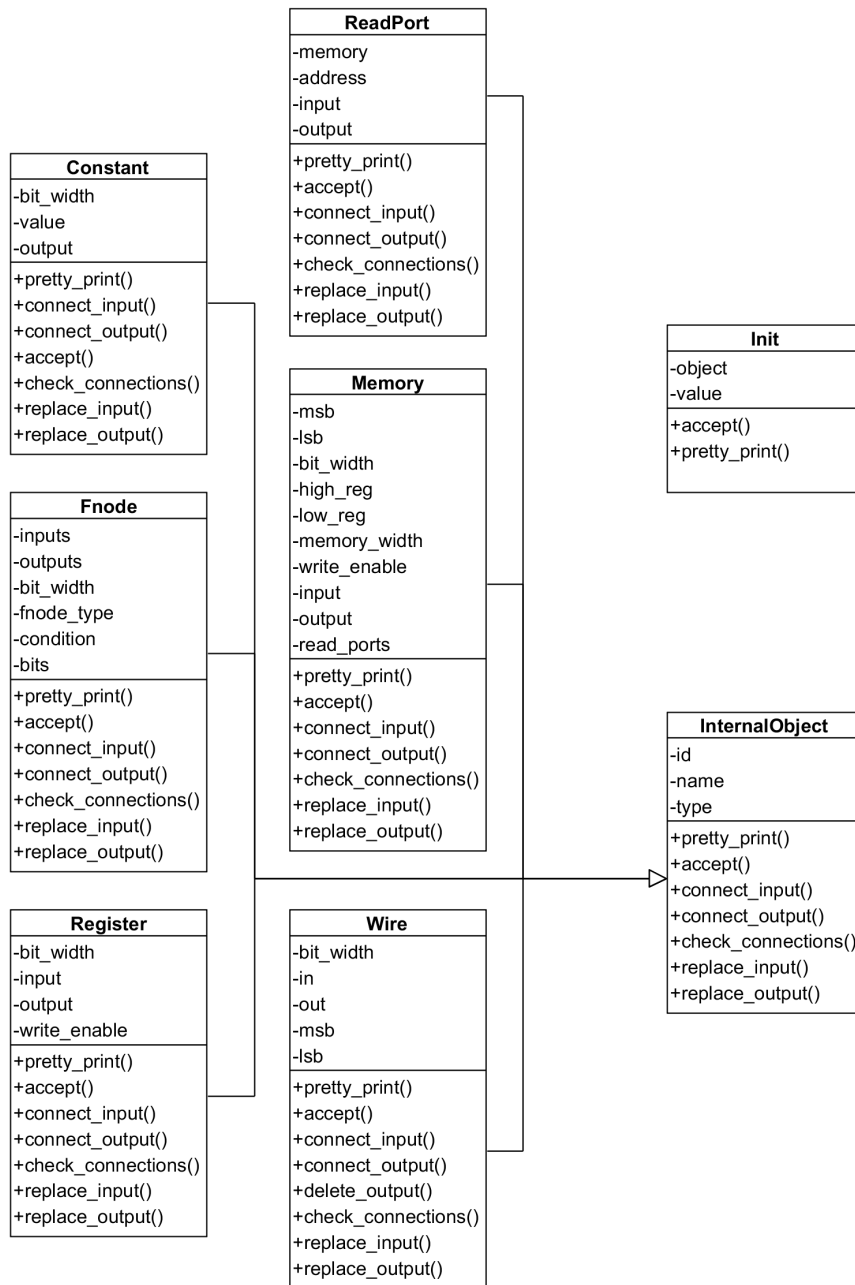 ReadPort
-memory
-address
-input
-output
+pretty_print()
+accept()
+connect_input()
+connect_output()
+check_connections()
+replace_input()
+replace_output()
Constant
-bit_width
-value
-output
+pretty_print()
+connect_input()
+connect_output()
+accept()
+check_connections()
+replace_input()
+replace_output()
Init
-object
-value
+accept()
+pretty_print()
Memory
-msb
-lsb
-bit_width
-high_reg
-low_reg
-memory_width
-write_enable
-input
-output
-read_ports
+pretty_print()
+accept()
+connect_input()
+connect_output()
+check_connections()
+replace_input()
+replace_output()
Fnode
-inputs
-outputs
-bit_width
-fnode_type
-condition
-bits
+pretty_print()
+accept()
+connect_input()
+connect_output()
+check_connections()
+replace_input()
+replace_output()
InternalObject
-id
-name
-type
+pretty_print()
+accept()
+connect_input()
+connect_output()
+check_connections()
+replace_input()
+replace_output()
Register
-bit_width
-input
-output
-write_enable
+pretty_print()
+accept()
+connect_input()
+connect_output()
+check_connections()
+replace_input()
+replace_output()
Wire
-bit_width
-in
-out
-msb
-lsb
+pretty_print()
+accept()
+connect_input()
+connect_output()
+delete_output()
+check_connections()
+replace_input()
+replace_output()